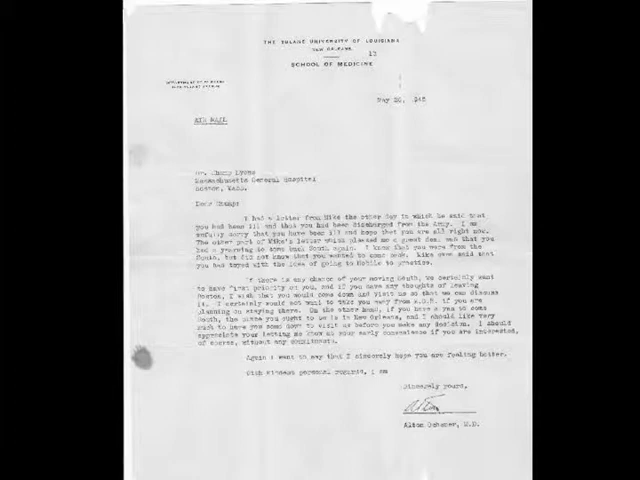 THE TULANE UNIVERSITY OF LOUISIANA
NEW ORLEANS 12
SCHOOL OF MEDICINE
May 945
AIR MAIL
Dr. Champ Lyons
Massachusetts General Hospital
Boston, Mass.
Dear Champ:
I had a letter from Mike the other day in which he said that
you had been ill and that you had been discharged from the Army. I am
awfully sorry that you have been ill and hope that you are all right now.
The other part of Mike's letter which pleased me a great deal was that you
had a yearning to come back South again. I knew that you were from the
South, but did not know that you wanted to come back. Mike even said that
you had toyed with the idea of going to Mobile to practice.
If there is any chance of your moving South, we certainly want
to have first priority on you, and if you have any thoughts of leaving
Boston, I wish that you would come down and visit us so that we can discuss
it. I certainly would not want to take you away from M.G.H. if you are
planning on staying there. On the other hand, if you have a yen to come
South, the place you ought to be is in New Orleans, and I should like very
much to have you come down to visit us before you make any decision. I should
appreciate your letting me know at your early convenience if you are interested,
of course, without any commitments.
Again I want to say that I sincerely hope you are feeling better.
With kindest personal regards, I am
Sincerely yours,
Alton
Alton Ochsner, M.D.